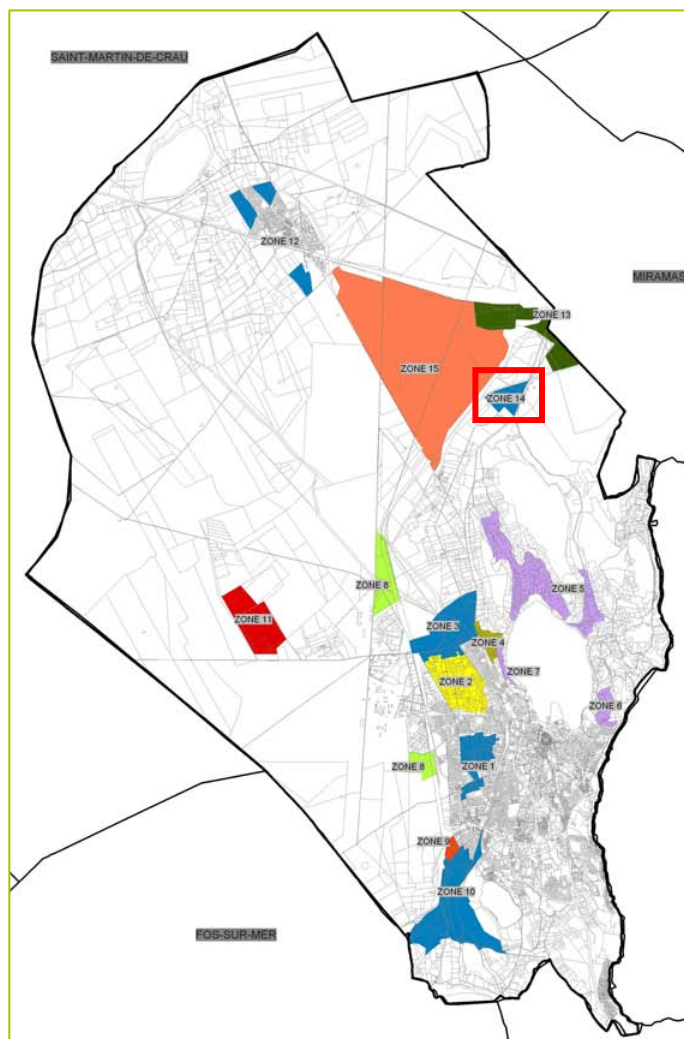 SAINT-MARTIN-DE-CRAU
ZONE 12
MIRAMAS
ZONE 13
ZONE 15
ZONE 14
ZONE 8
ZONE 5
ZONE 11
ZONE 3
ZONE 4
ZONE 7
ZONE 2
ZONE 6
ZONE 8
ZONE 1
ZONE 9
ZONE 10
FOS-SUR-MER